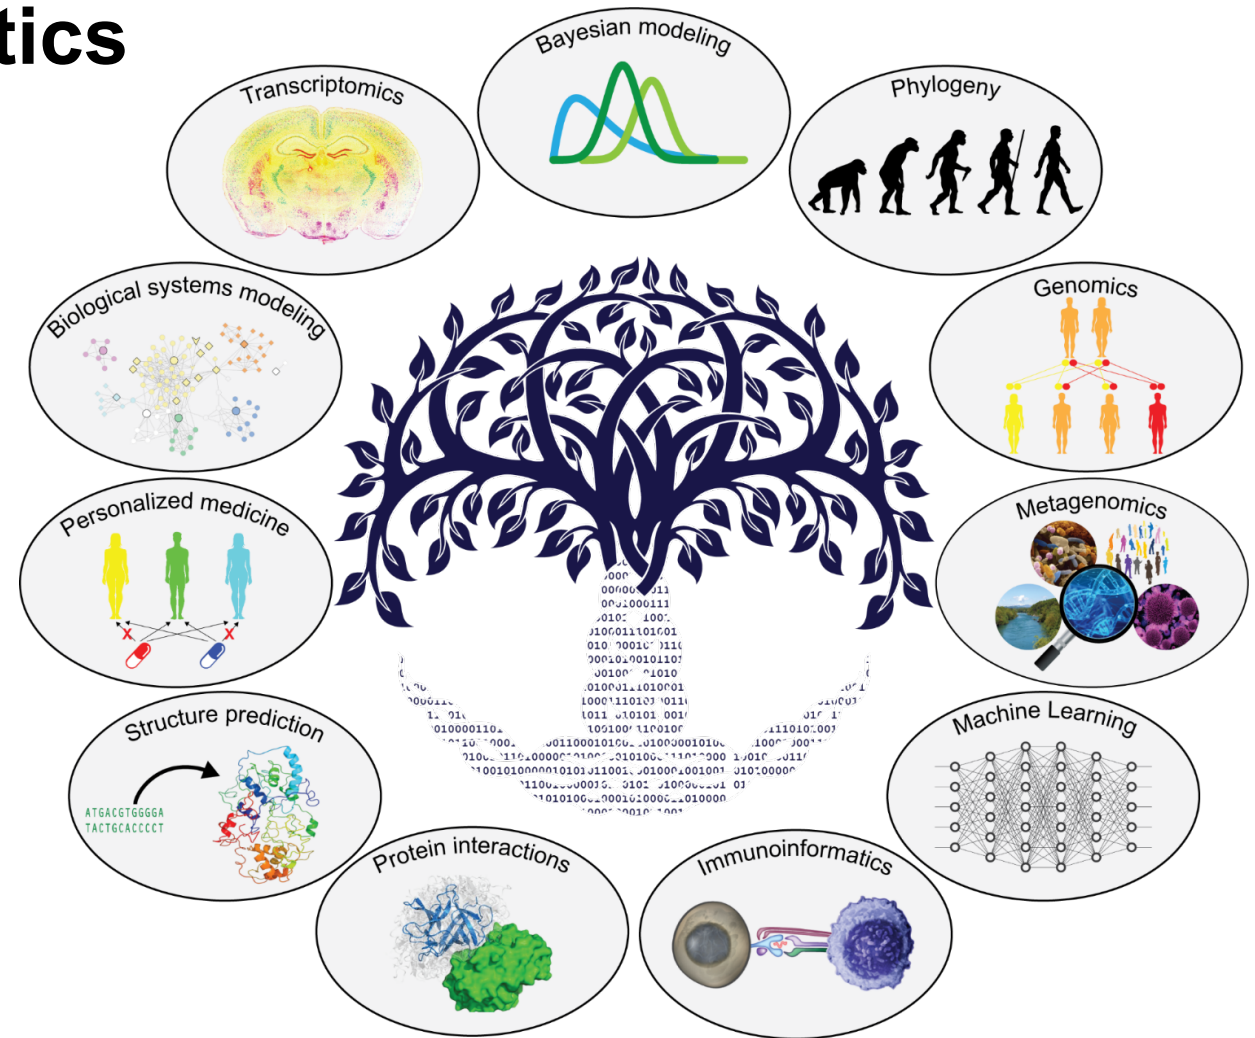 tics
Bayesian modeling
Transcriptomics
Phylogeny
Biological systems modeling
Genomics
Personalized medicine
X
X
Metagenomics
Structure prediction
ATGACGTGGGGA
TACTGCACCCCT
Machine Learning
Protein interactions
Immunoinformatics